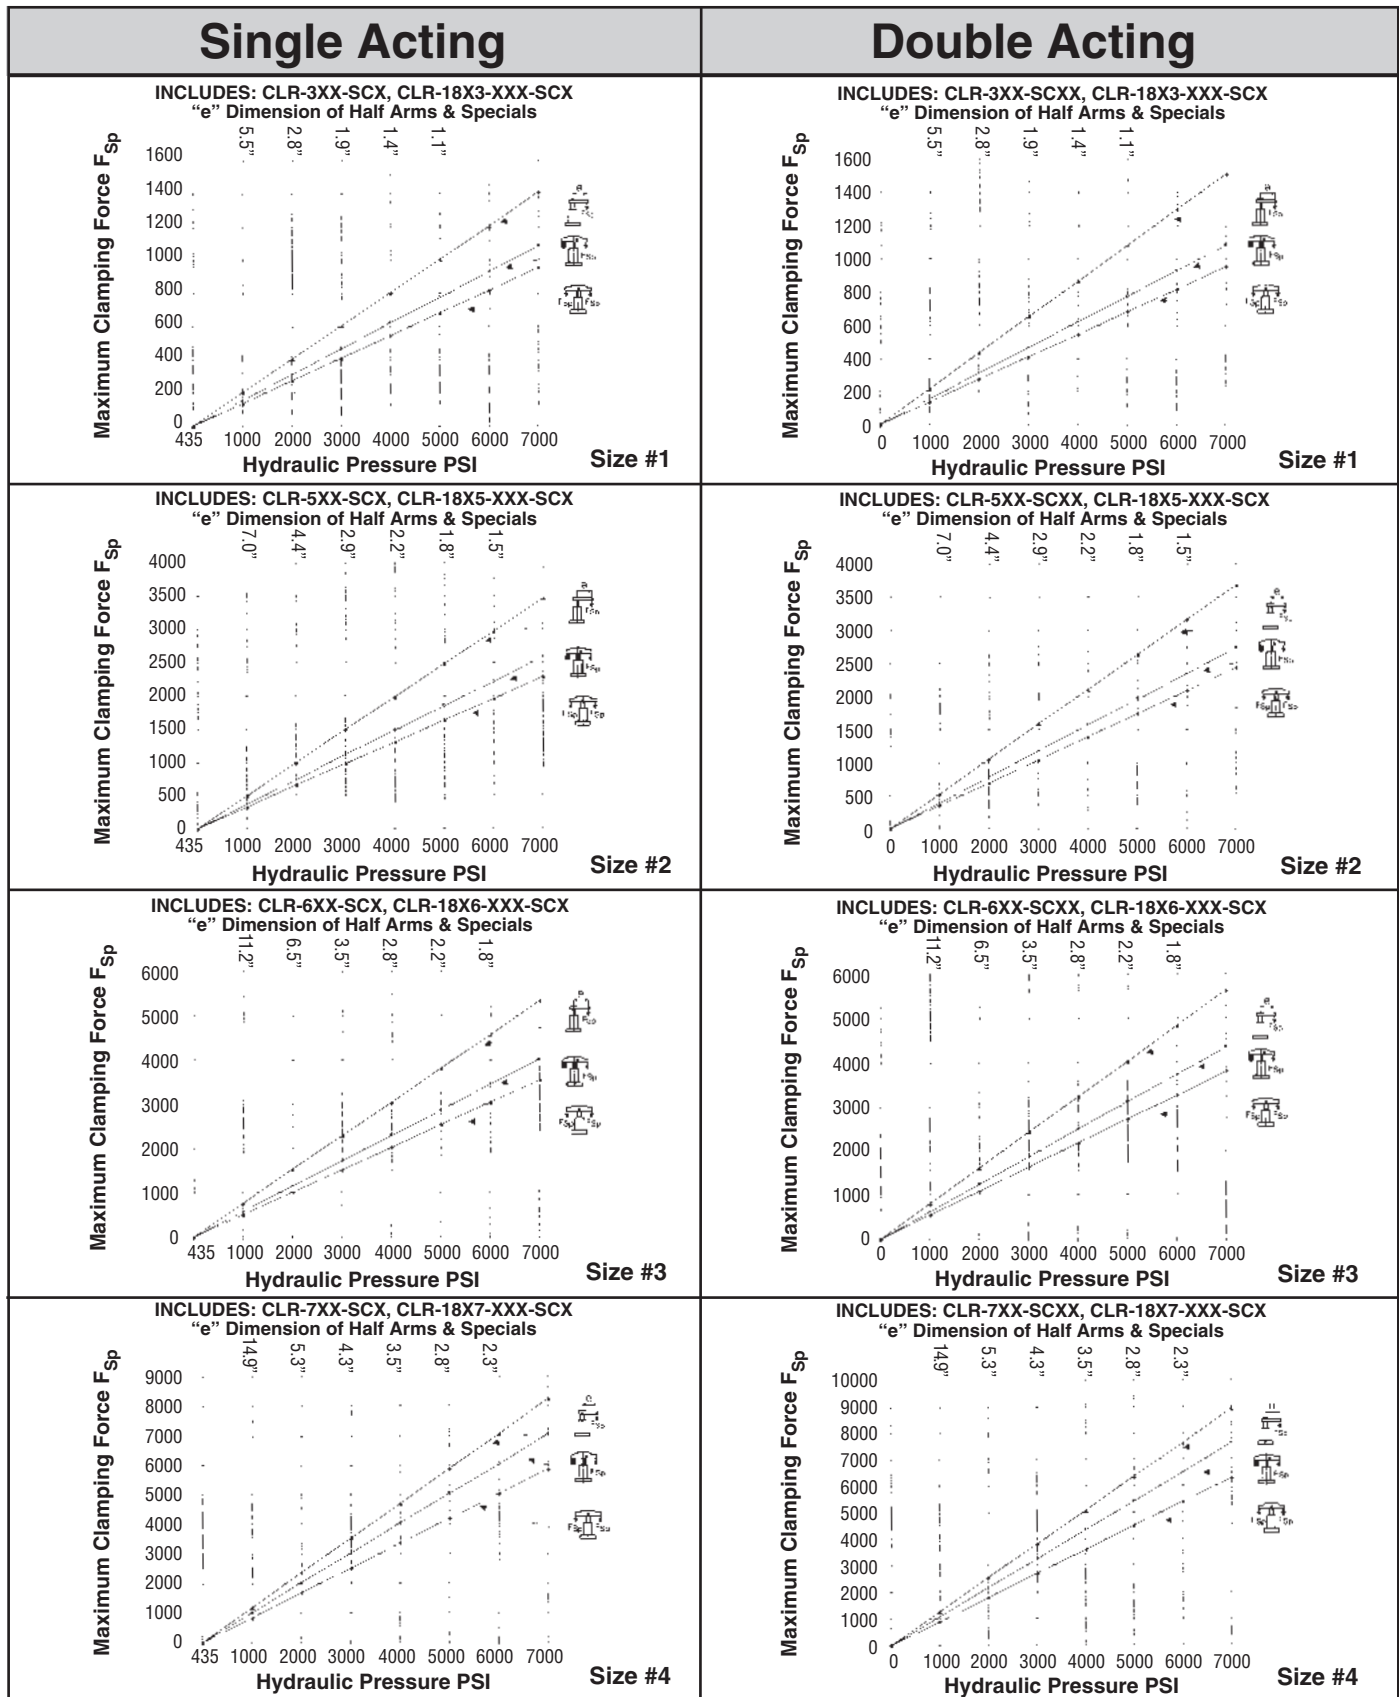 Single Acting
Double Acting
INCLUDES: CLR-3XX-SCX, CLR-18X3-XXX-SCX
“e” Dimension of Half Arms & Specials
5.5” 2.8” 1.9” 1.4” 1.1”
Maximum Clamping Force FSp
1600
1400
1200
1000
800
600
400
200
0
435 1000 2000 3000 4000 5000 6000 7000
Hydraulic Pressure PSI
Size #1
INCLUDES: CLR-3XX-SCXX, CLR-18X3-XXX-SCX
“e” Dimension of Half Arms & Specials
5.5” 2.8” 1.9” 1.4” 1.1”
Maximum Clamping Force FSp
1600
1400
1200
1000
800
600
400
200
0
0 1000 2000 3000 4000 5000 6000 7000
Hydraulic Pressure PSI
Size #1
INCLUDES: CLR-5XX-SCX, CLR-18X5-XXX-SCX
“e” Dimension of Half Arms & Specials
7.0” 4.4” 2.9” 2.2” 1.8” 1.5”
Maximum Clamping Force FSp
4000
3500
3000
2500
2000
1500
1000
500
0
435 1000 2000 3000 4000 5000 6000 7000
Hydraulic Pressure PSI
Size #2
INCLUDES: CLR-5XX-SCXX, CLR-18X5-XXX-SCX
“e” Dimension of Half Arms & Specials
7.0” 4.4” 2.9” 2.2” 1.8” 1.5”
Maximum Clamping Force FSp
4000
3500
3000
2500
2000
1500
1000
500
0
0 1000 2000 3000 4000 5000 6000 7000
Hydraulic Pressure PSI
Size #2
INCLUDES: CLR-6XX-SCX, CLR-18X6-XXX-SCX
“e” Dimension of Half Arms & Specials
11.2” 6.5” 3.5” 2.8” 2.2” 1.8”
Maximum Clamping Force FSp
6000
5000
4000
3000
2000
1000
0
435 1000 2000 3000 4000 5000 6000 7000
Hydraulic Pressure PSI
Size #3
INCLUDES: CLR-6XX-SCXX, CLR-18X6-XXX-SCX
“e” Dimension of Half Arms & Specials
11.2” 6.5” 3.5” 2.8” 2.2” 1.8”
Maximum Clamping Force FSp
6000
5000
4000
3000
2000
1000
0
0 1000 2000 3000 4000 5000 6000 7000
Hydraulic Pressure PSI
Size #3
INCLUDES: CLR-7XX-SCX, CLR-18X7-XXX-SCX
“e” Dimension of Half Arms & Specials
14.9” 5.3” 4.3” 3.5” 2.8” 2.3”
Maximum Clamping Force FSp
9000
8000
7000
6000
5000
4000
3000
2000
1000
0
435 1000 2000 3000 4000 5000 6000 7000
Hydraulic Pressure PSI
Size #4
INCLUDES: CLR-7XX-SCXX, CLR-18X7-XXX-SCX
“e” Dimension of Half Arms & Specials
14.9” 5.3” 4.3” 3.5” 2.8” 2.3”
Maximum Clamping Force FSp
10000
9000
8000
7000
6000
5000
4000
3000
2000
1000
0
0 1000 2000 3000 4000 5000 6000 7000
Hydraulic Pressure PSI
Size #4